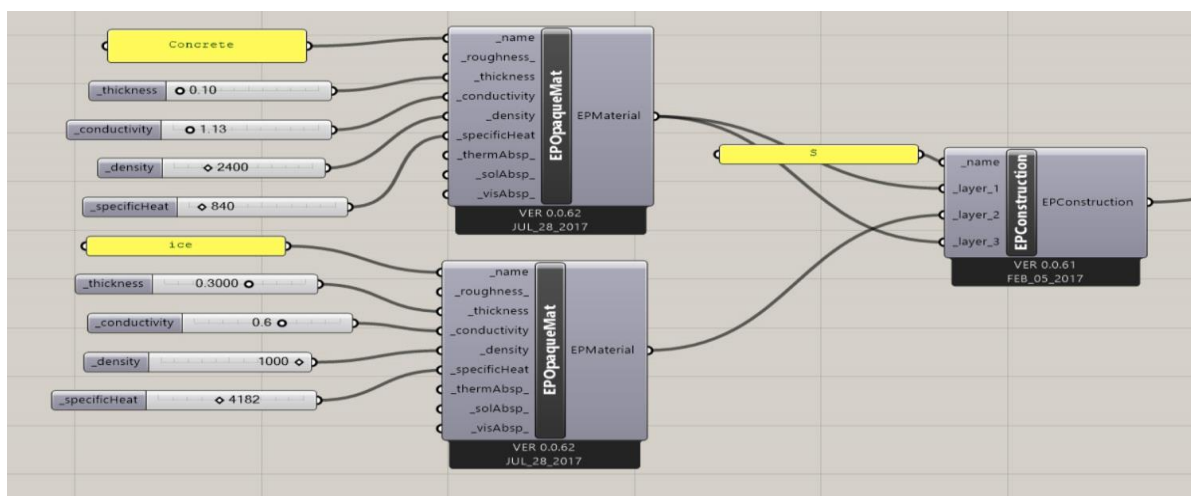 Concrete
_thickness 0.10
_conductivity 1.13
_density 2400
_specificHeat 840
_name
_roughness_
_thickness
_conductivity
_density
_specificHeat
_thermAbsp_
_solAbsp_
_visAbsp_
EPOpaqueMat
EPMaterial
VER 0.0.62
JUL_28_2017
ice
_thickness 0.3000
_conductivity 0.6
_density 1000
_specificHeat 4182
_name
_roughness_
_thickness
_conductivity
_density
_specificHeat
_thermAbsp_
_solAbsp_
_visAbsp_
EPOpaqueMat
EPMaterial
VER 0.0.62
JUL_28_2017
S
_name
_layer_1
_layer_2
_layer_3
EPConstruction
EPConstruction
VER 0.0.61
FEB_05_2017